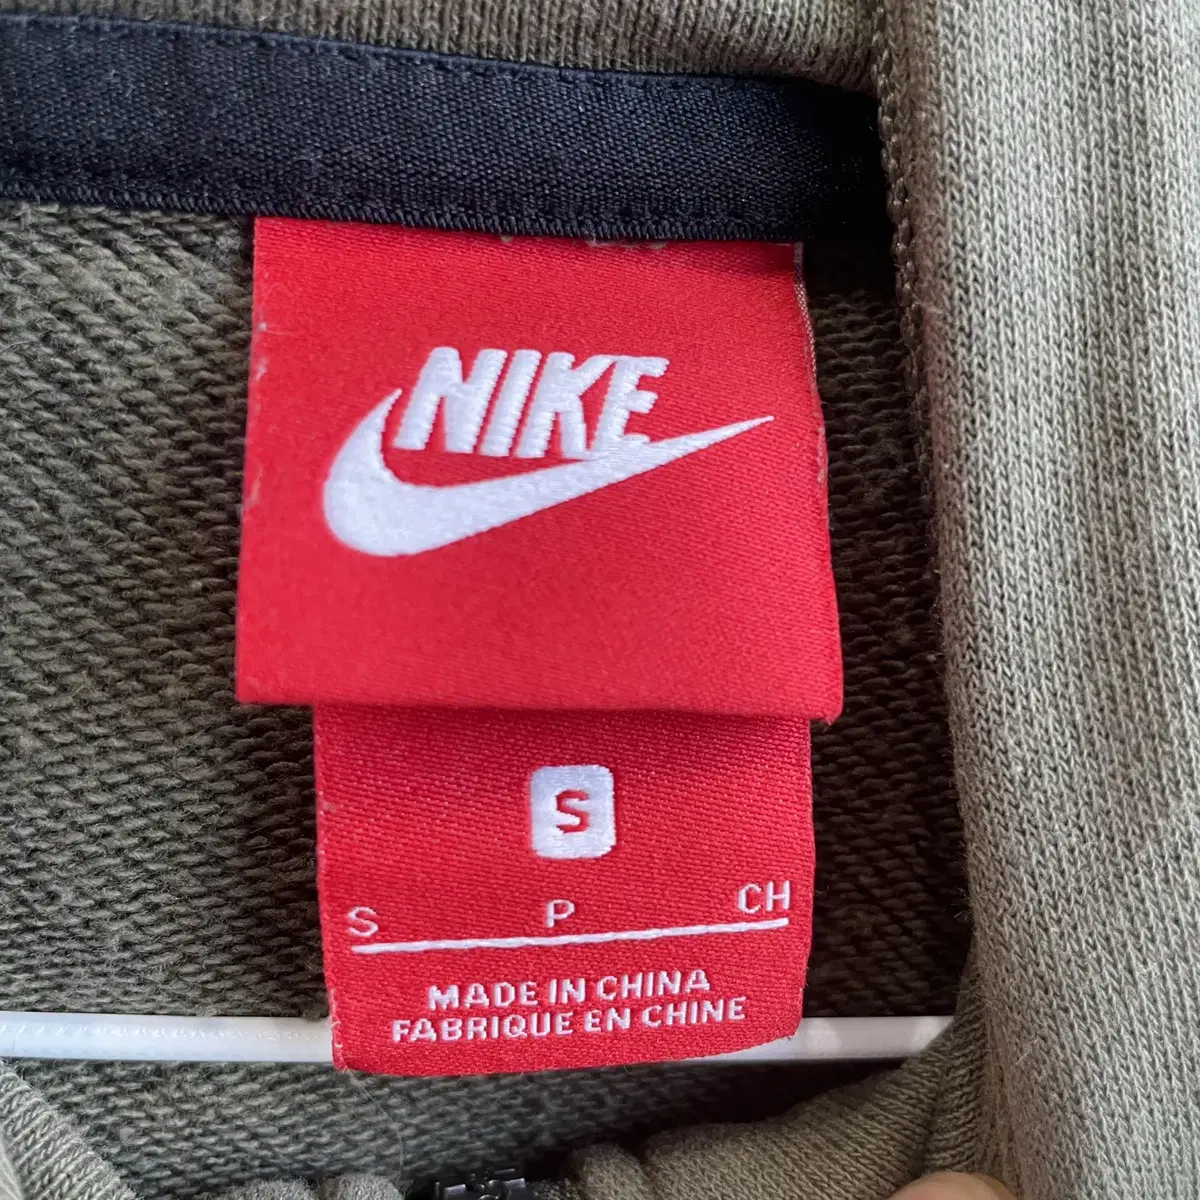 NIKE
S
S P CH
MADE IN CHINA
FABRIQUE EN CHINE